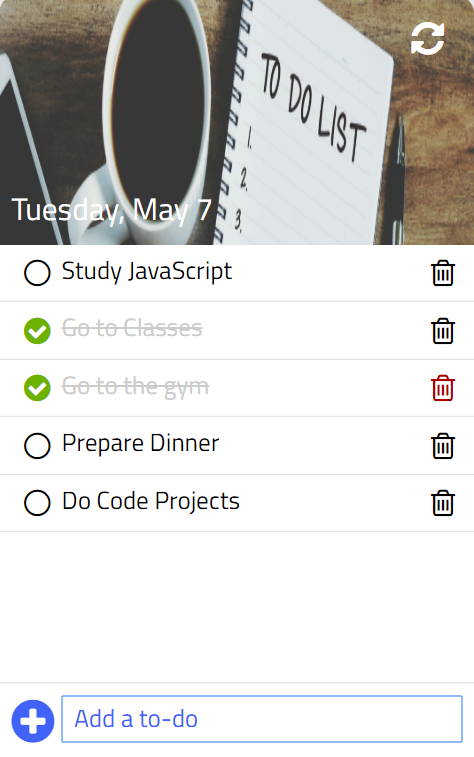 TO DO LIST
1.
2.
3.
Tuesday, May 7
Study JavaScript
Go to Classes
Go to the gym
Prepare Dinner
Do Code Projects
Add a to-do